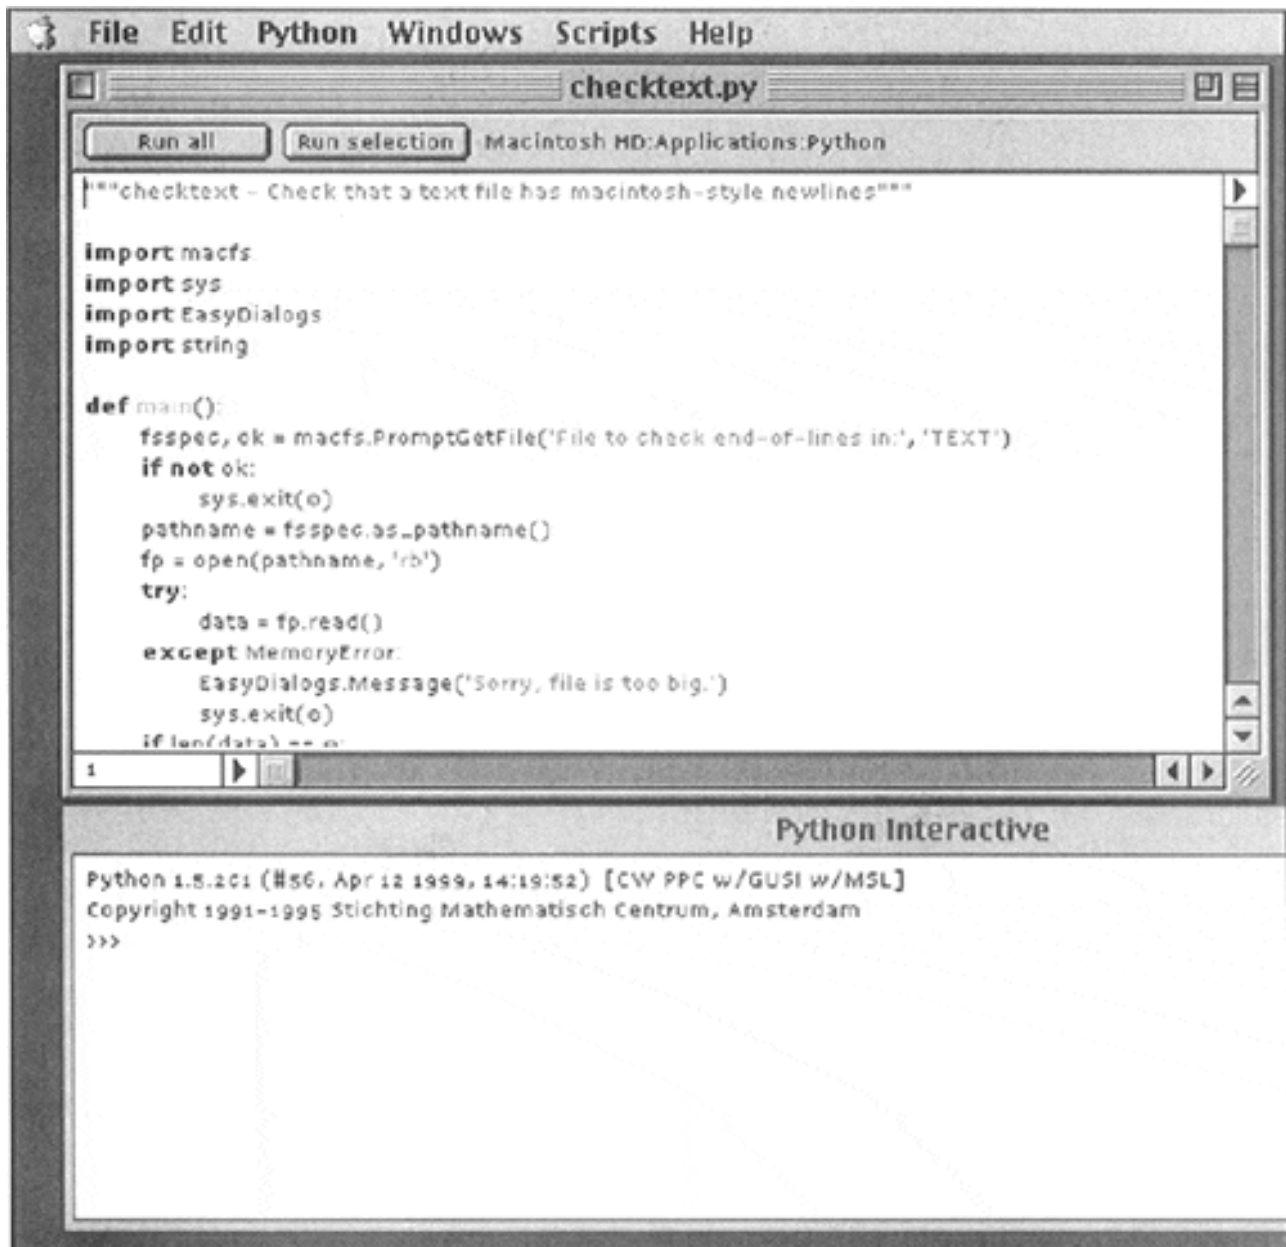 File Edit Python Windows Scripts Help
checktext.py
Run all Run selection Macintosh HD:Applications:Python
"""checktext - Check that a text file has macintosh-style newlines"""
import macfs
import sys
import EasyDialogs
import string
def main():
fsspec, ok = macfs.PromptGetFile('File to check end-of-lines in:', 'TEXT')
if not ok:
sys.exit(0)
pathname = fsspec.as_pathname()
fp = open(pathname, 'rb')
try:
data = fp.read()
except MemoryError:
EasyDialogs.Message('Sorry, file is too big.')
sys.exit(0)
if len(data) == 0:
1
Python Interactive
Python 1.5.2c1 (#56, Apr 12 1999, 14:19:52) [CW PPC w/GUSI w/MSL]
Copyright 1991-1995 Stichting Mathematisch Centrum, Amsterdam
>>>